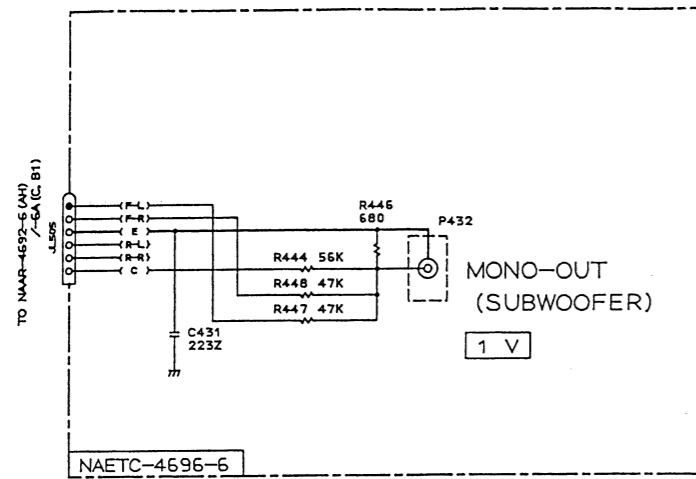 TO NAAR-4692-6 (AH)
/-6A (C, B1)
JL505
(F-L)
(F-R)
( E )
(R-L)
(R-R)
( C )
R446
680
P432
R444 56K
R448 47K
R447 47K
C431
223Z
MONO-OUT
(SUBWOOFER)
1 V
NAETC-4696-6